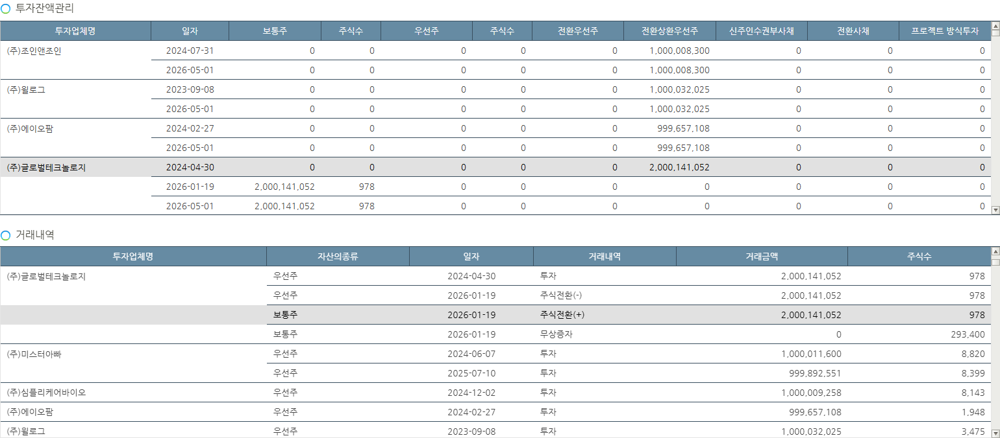 투자잔액관리
투자업체명 일자 보통주 주식수 우선주 주식수 전환우선주 전환상환우선주 신주인수권부사채 전환사채 프로젝트 방식투자
(주)조인앤조인 2024-07-31 0 0 0 0 0 1,000,008,300 0 0 0
2026-05-01 0 0 0 0 0 1,000,008,300 0 0 0
(주)윌로그 2023-09-08 0 0 0 0 0 1,000,032,025 0 0 0
2026-05-01 0 0 0 0 0 1,000,032,025 0 0 0
(주)에이오팜 2024-02-27 0 0 0 0 0 999,657,108 0 0 0
2026-05-01 0 0 0 0 0 999,657,108 0 0 0
(주)글로벌테크놀로지 2024-04-30 0 0 0 0 0 2,000,141,052 0 0 0
2026-01-19 2,000,141,052 978 0 0 0 0 0 0 0
2026-05-01 2,000,141,052 978 0 0 0 0 0 0 0
거래내역
투자업체명 자산의종류 일자 거래내역 거래금액 주식수
(주)글로벌테크놀로지 우선주 2024-04-30 투자 2,000,141,052 978
우선주 2026-01-19 주식전환(-) 2,000,141,052 978
보통주 2026-01-19 주식전환(+) 2,000,141,052 978
보통주 2026-01-19 무상증자 0 293,400
(주)미스터아빠 우선주 2024-06-07 투자 1,000,011,600 8,820
우선주 2025-07-10 투자 999,892,551 8,399
(주)심플리케어바이오 우선주 2024-12-02 투자 1,000,009,258 8,143
(주)에이오팜 우선주 2024-02-27 투자 999,657,108 1,948
(주)윌로그 우선주 2023-09-08 투자 1,000,032,025 3,475